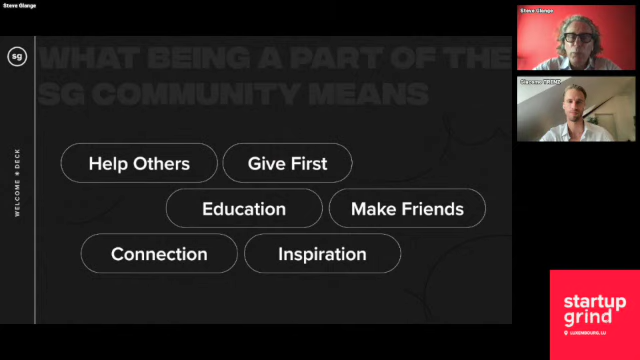 Steve Glange
sg
WHAT BEING A PART OF THE
SG COMMUNITY MEANS
WELCOME DECK
Help Others
Give First
Education
Make Friends
Connection
Inspiration
Steve Glange
startup
grind
LUXEMBOURG, LU